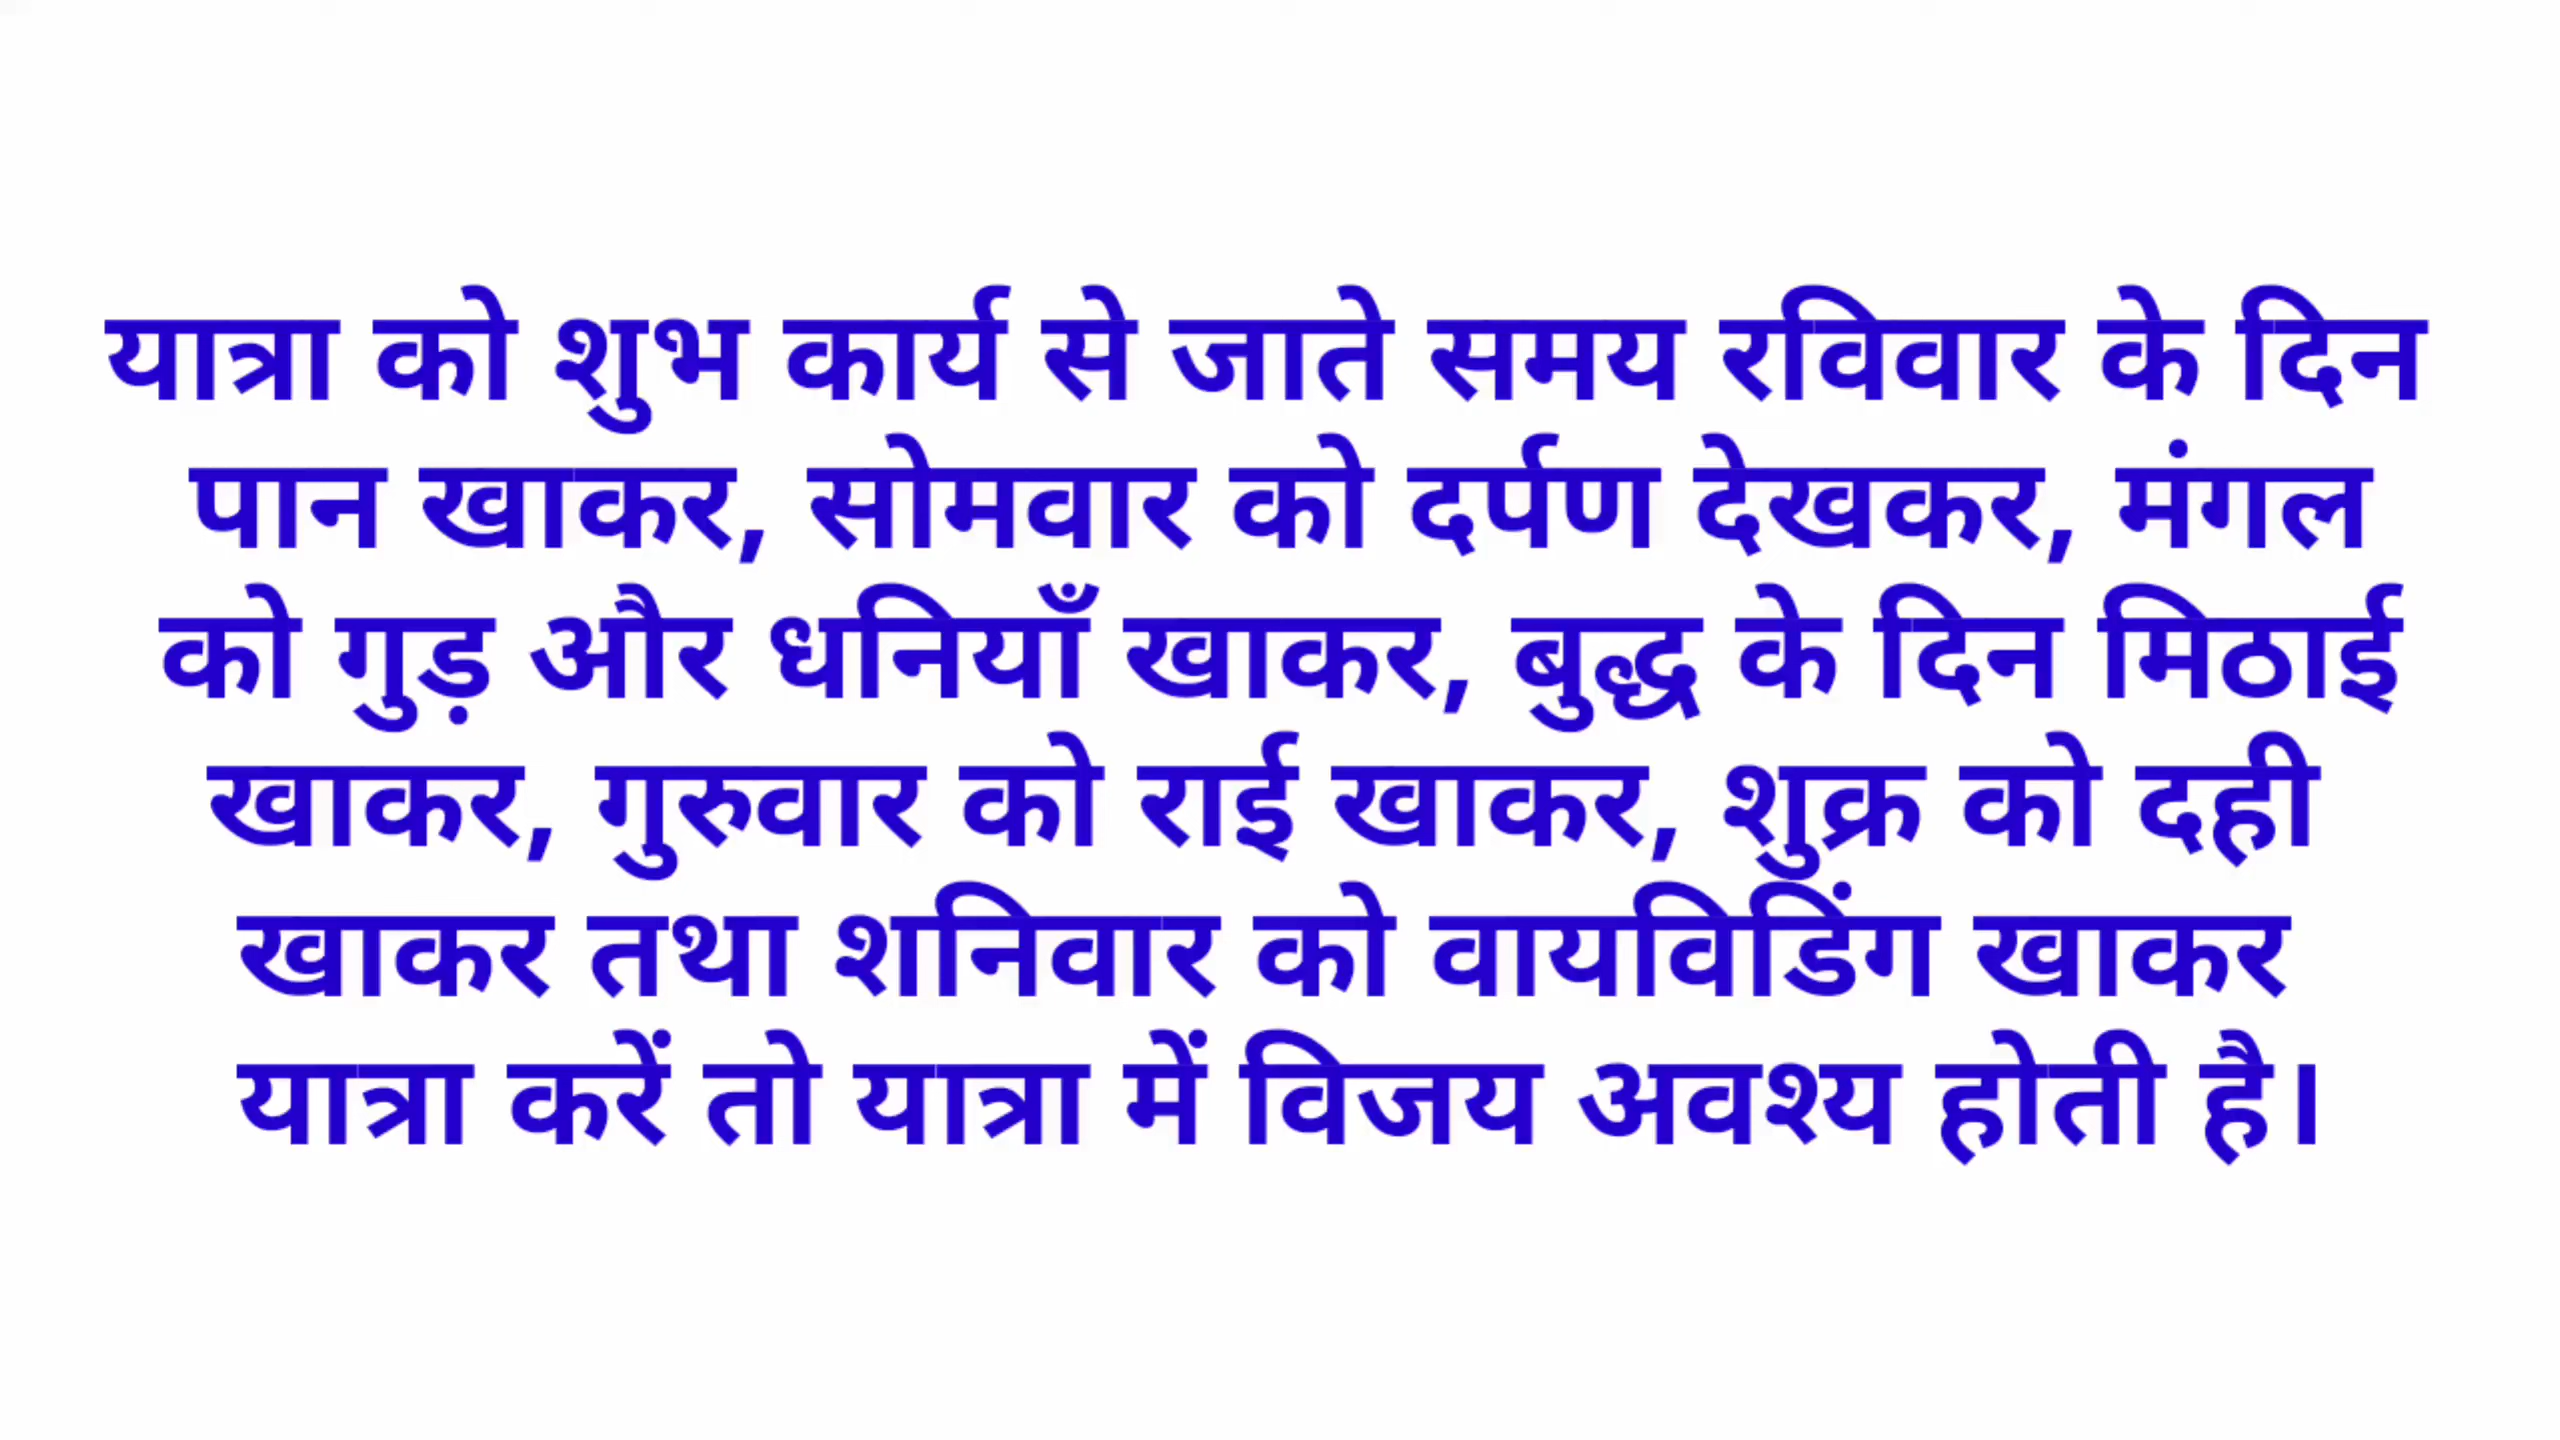 यात्रा को शुभ कार्य से जाते समय रविवार के दिन
पान खाकर, सोमवार को दर्पण देखकर, मंगल
को गुड़ और धनियाँ खाकर, बुद्ध के दिन मिठाई
खाकर, गुरुवार को राई खाकर, शुक्र को दही
खाकर तथा शनिवार को वायविडिंग खाकर
यात्रा करें तो यात्रा में विजय अवश्य होती है।